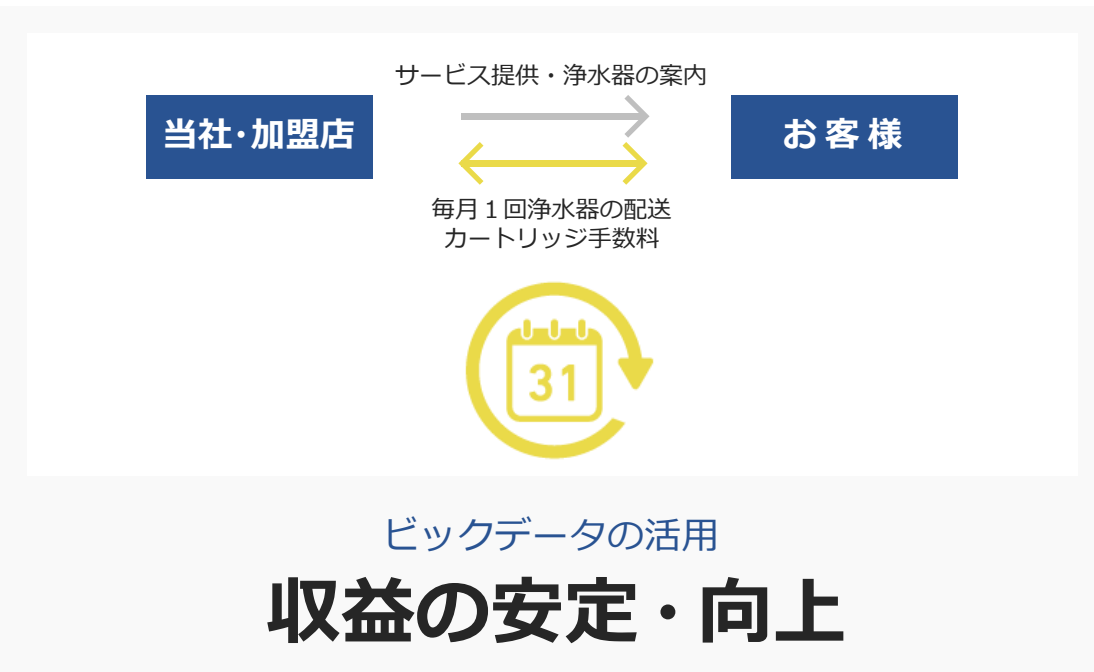 サービス提供・浄水器の案内
当社・加盟店
お客様
毎月１回浄水器の配送
カートリッジ手数料
31
ビックデータの活用
収益の安定・向上